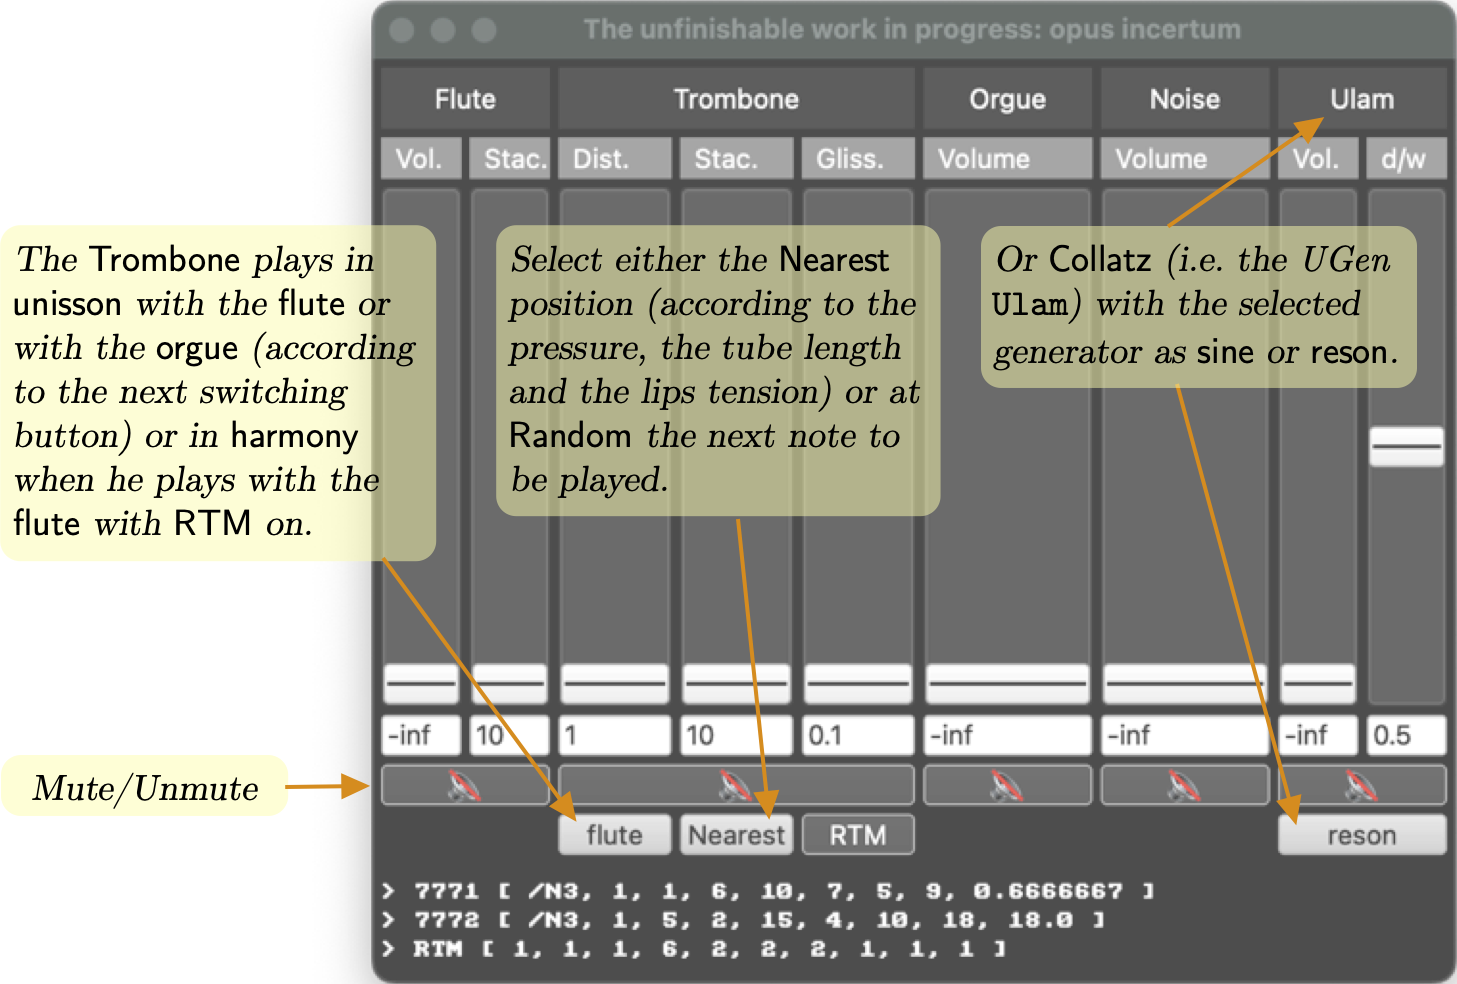 The unfinishable work in progress: opus incertum
Flute Trombone Orgue Noise Ulam
Vol. Stac. Dist. Stac. Gliss. Volume Volume Vol. d/w
The Trombone plays in
unisson with the flute or
with the orgue (according
to the next switching
button) or in harmony
when he plays with the
flute with RTM on.
Select either the Nearest
position (according to the
pressure, the tube length
and the lips tension) or at
Random the next note to
be played.
Or Collatz (i.e. the UGen
Ulam) with the selected
generator as sine or reson.
-inf 10 1 10 0.1 -inf -inf -inf 0.5
Mute/Unmute
flute Nearest RTM reson
> 7771 [ /N3, 1, 1, 6, 10, 7, 5, 9, 0.6666667 ]
> 7772 [ /N3, 1, 5, 2, 15, 4, 10, 18, 18.0 ]
> RTM [ 1, 1, 1, 6, 2, 2, 2, 1, 1, 1 ]